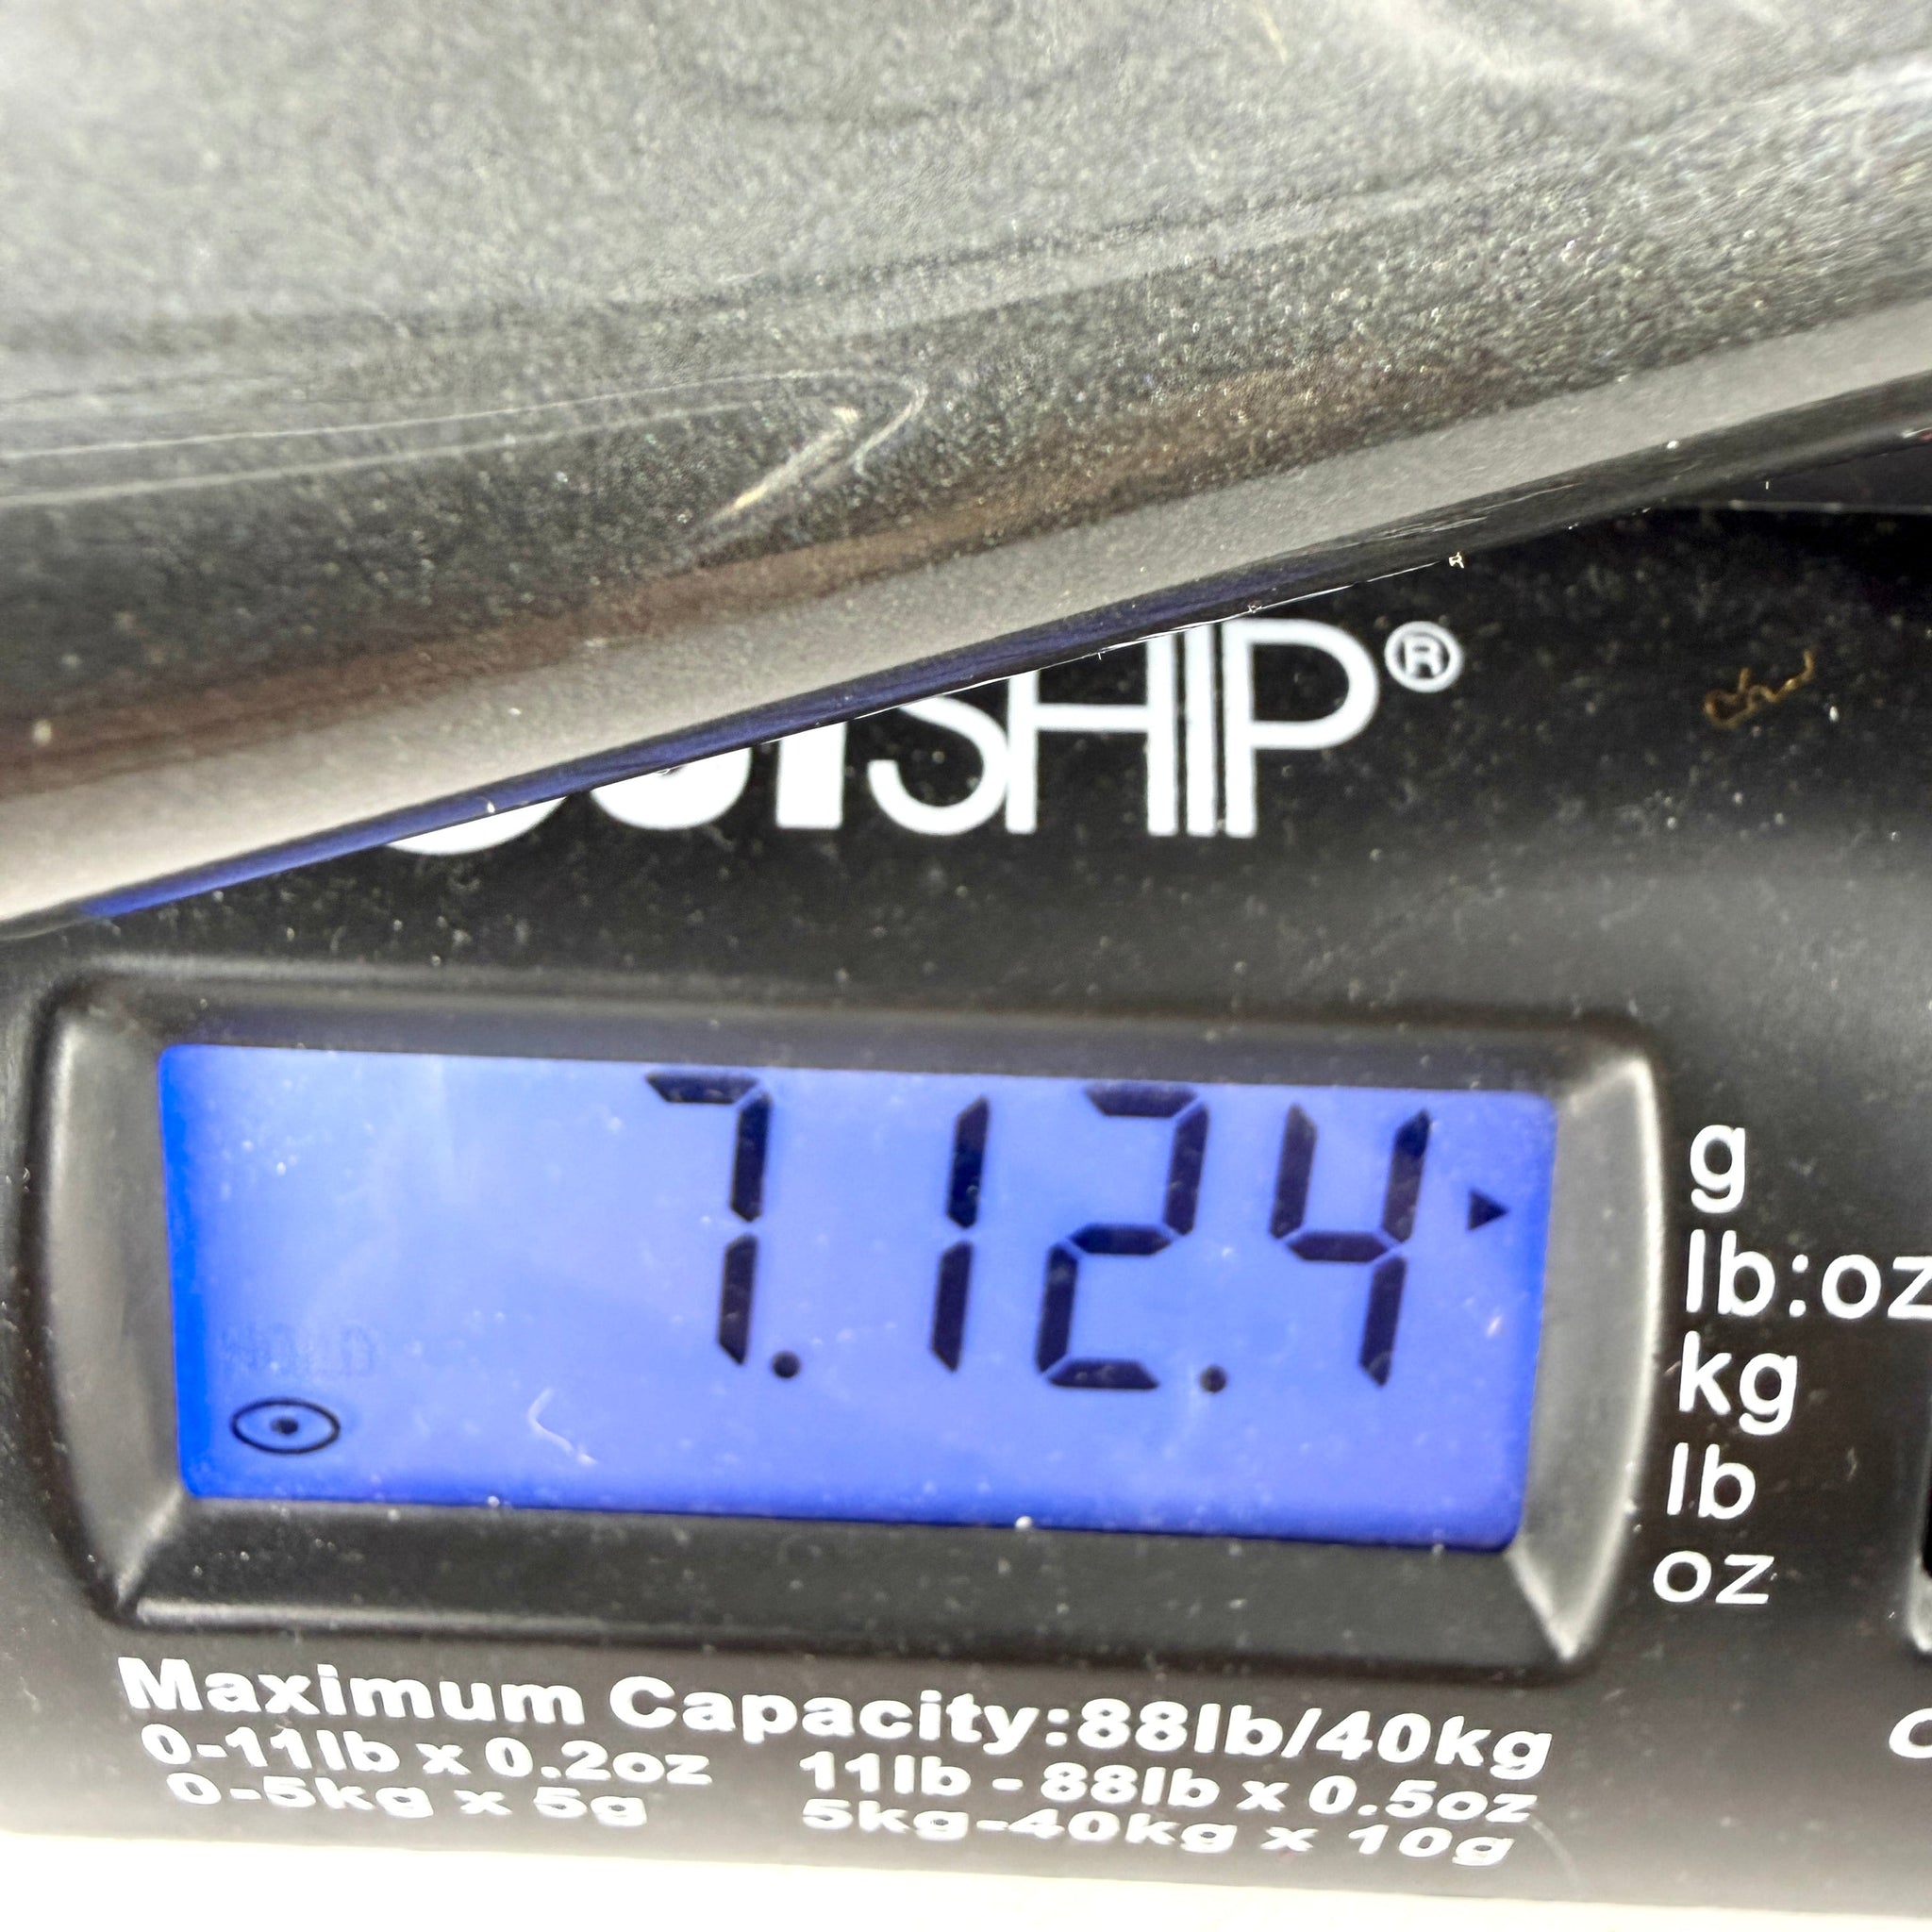 SHIP®
7.12.4
g
lb:oz
kg
lb
oz
Maximum Capacity:88lb/40kg
0-11lb x 0.2oz 11lb - 88lb x 0.5oz
0-5kg x 5g 5kg-40kg x 10g